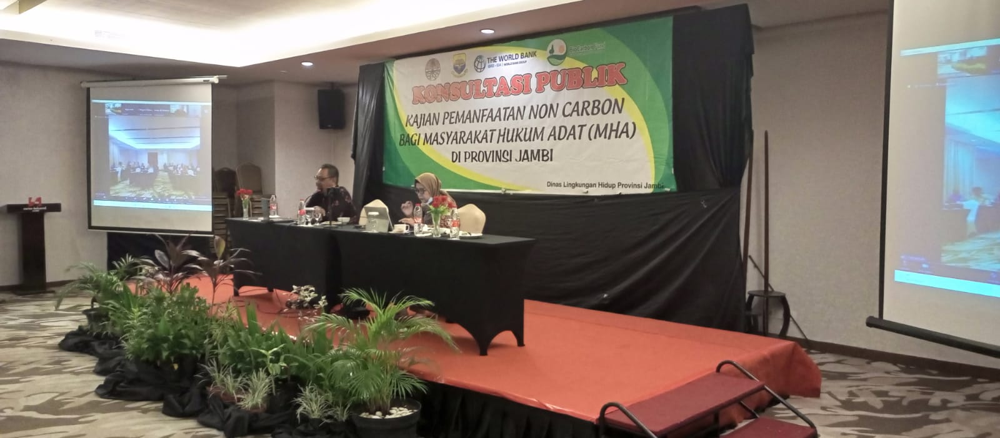 THE WORLD BANK
IBRD • IDA | WORLD BANK GROUP
BioCarbon Fund
KONSULTASI PUBLIK
KAJIAN PEMANFAATAN NON CARBON
BAGI MASYARAKAT HUKUM ADAT (MHA)
DI PROVINSI JAMBI
Dinas Lingkungan Hidup Provinsi Jambi